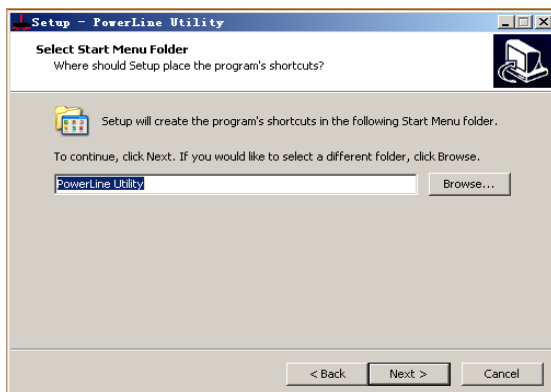 Setup - PowerLine Utility
Select Start Menu Folder
Where should Setup place the program's shortcuts?
Setup will create the program's shortcuts in the following Start Menu folder.
To continue, click Next. If you would like to select a different folder, click Browse.
PowerLine Utility
Browse...
< Back
Next >
Cancel